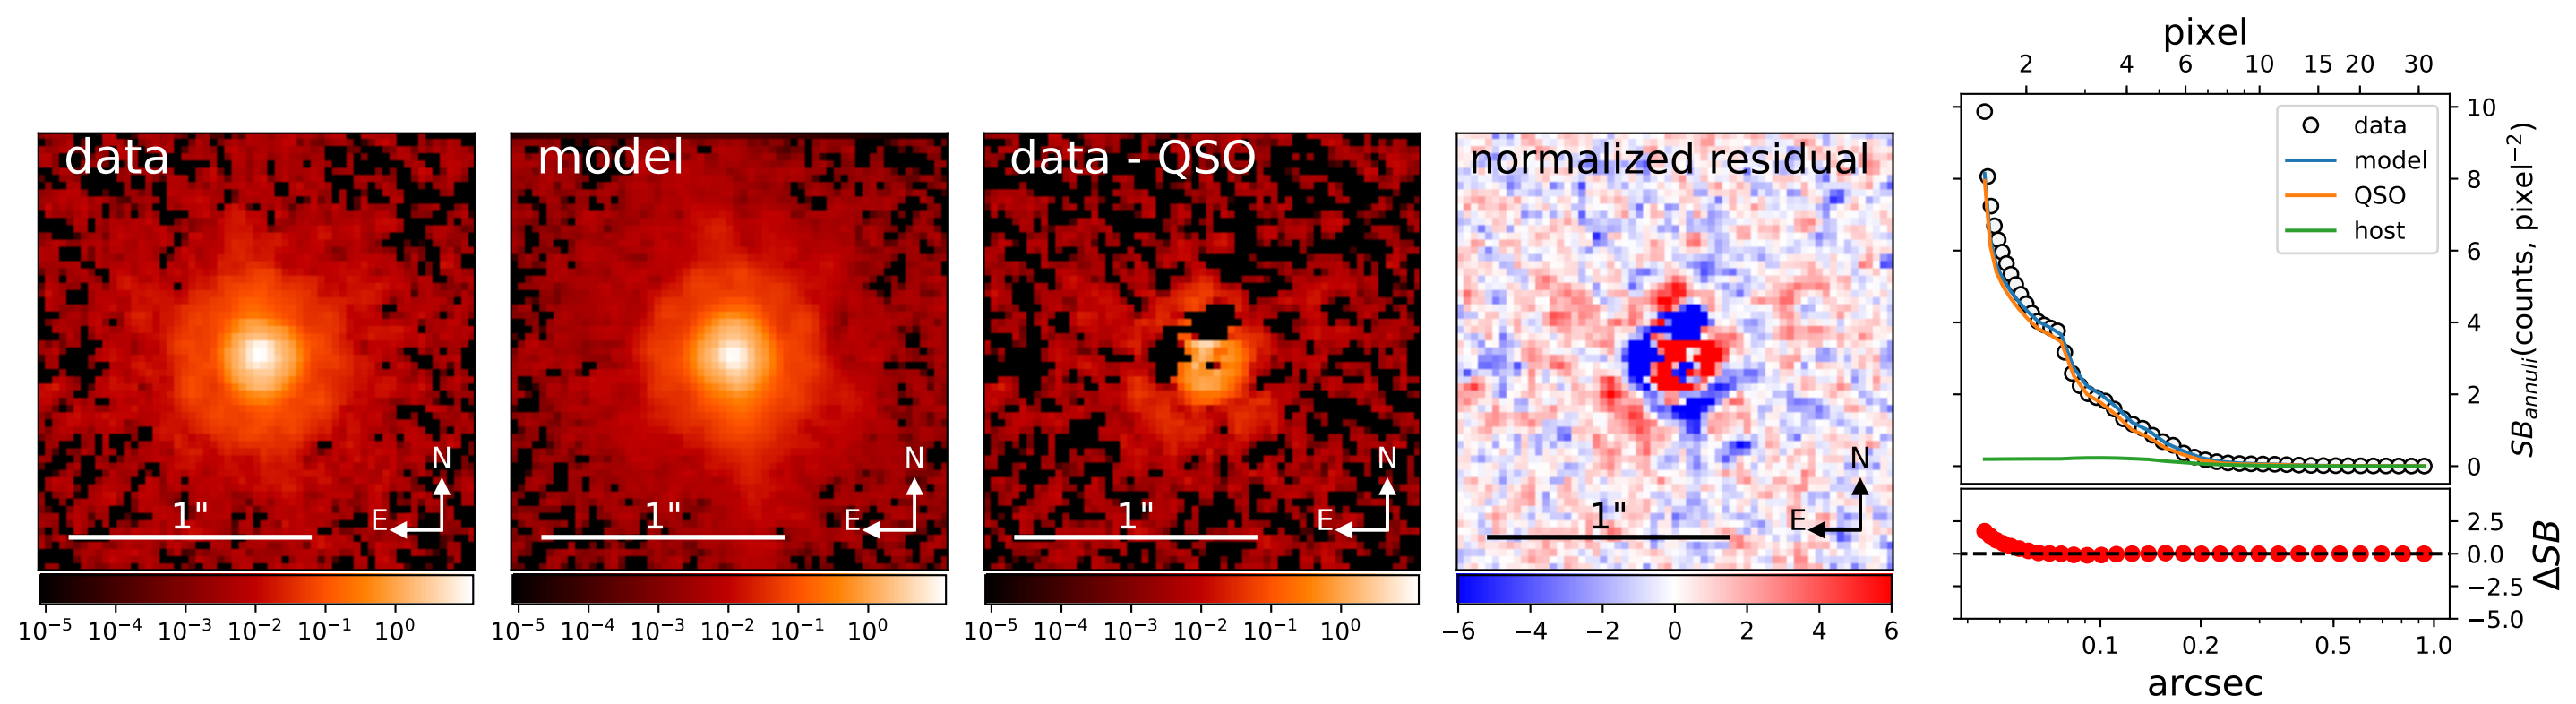 data
1"
N
E
10⁻⁵ 10⁻⁴ 10⁻³ 10⁻² 10⁻¹ 10⁰
model
1"
N
E
10⁻⁵ 10⁻⁴ 10⁻³ 10⁻² 10⁻¹ 10⁰
data - QSO
1"
N
E
10⁻⁵ 10⁻⁴ 10⁻³ 10⁻² 10⁻¹ 10⁰
normalized residual
1"
N
E
−6 −4 −2 0 2 4 6
pixel
2 4 6 10 15 20 30
data
model
QSO
host
10
8
6
4
2
0
SB_annuli(counts, pixel⁻²)
2.5
0.0
−2.5
−5.0
ΔSB
0.1 0.2 0.5 1.0
arcsec